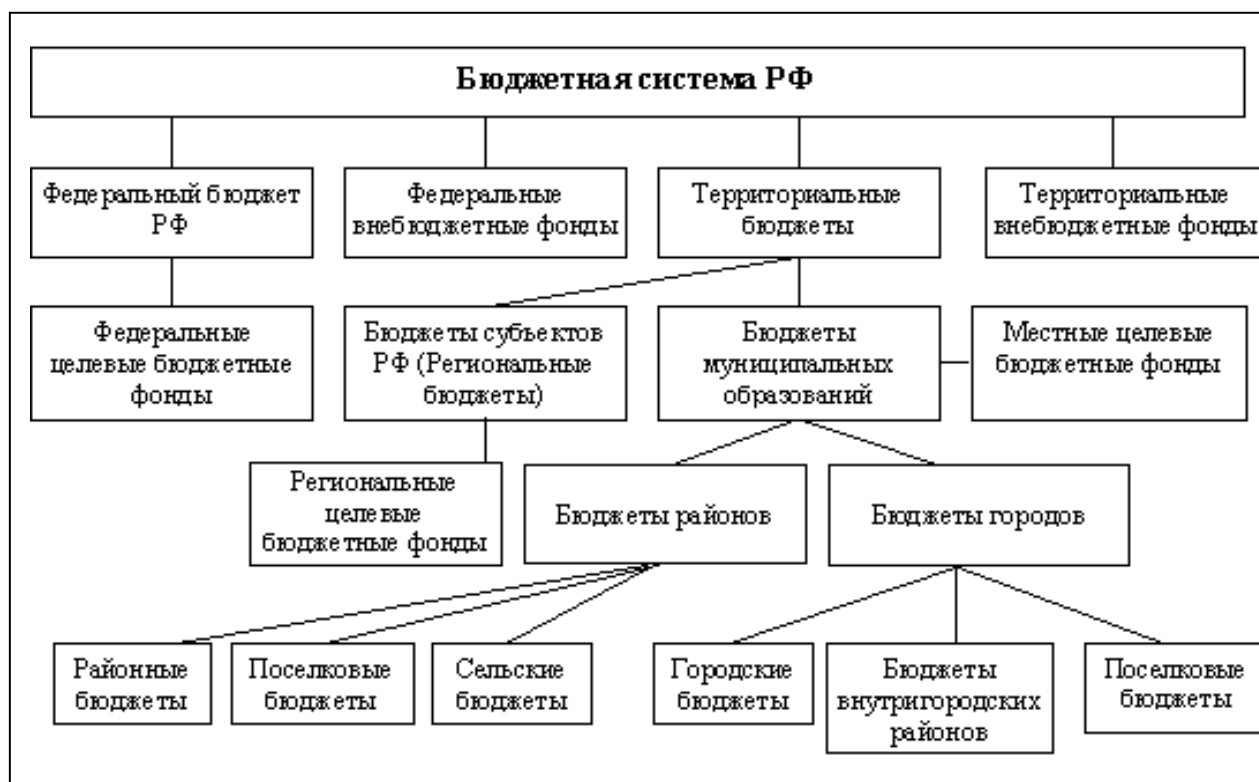 Бюджетная система РФ
Федеральный бюджет
РФ
Федеральные
внебюджетные фонды
Территориальные
бюджеты
Территориальные
внебюджетные фонды
Федеральные
целевые бюджетные
фонды
Бюджеты субъектов
РФ (Региональные
бюджеты)
Бюджеты
муниципальных
образований
Местные целевые
бюджетные фонды
Региональные
целевые
бюджетные фонды
Бюджеты районов
Бюджеты городов
Районные
бюджеты
Поселковые
бюджеты
Сельские
бюджеты
Городские
бюджеты
Бюджеты
внутригородских
районов
Поселковые
бюджеты